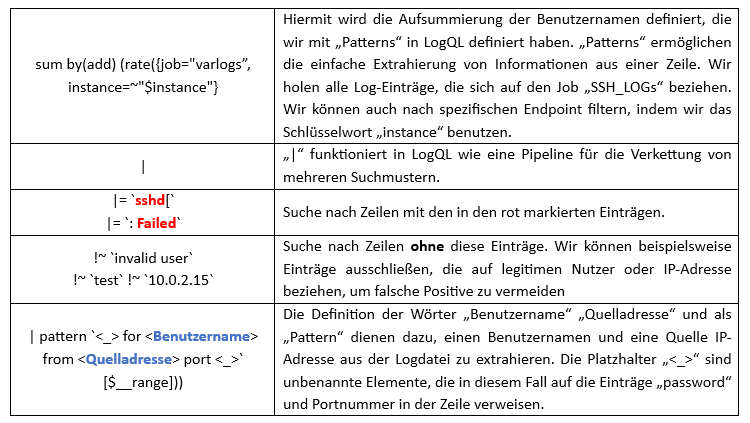 sum by(add) (rate({job="varlogs”,
instance=~"$instance"}
Hiermit wird die Aufsummierung der Benutzernamen definiert, die
wir mit „Patterns“ in LogQL definiert haben. „Patterns“ ermöglichen
die einfache Extrahierung von Informationen aus einer Zeile. Wir
holen alle Log-Einträge, die sich auf den Job „SSH_LOGs“ beziehen.
Wir können auch nach spezifischen Endpoint filtern, indem wir das
Schlüsselwort „instance“ benutzen.
|
„|“ funktioniert in LogQL wie eine Pipeline für die Verkettung von
mehreren Suchmustern.
|= `sshd[`
|= `: Failed`
Suche nach Zeilen mit den in den rot markierten Einträgen.
!~ `invalid user`
!~ `test` !~ `10.0.2.15`
Suche nach Zeilen ohne diese Einträge. Wir können beispielsweise
Einträge ausschließen, die auf legitimen Nutzer oder IP-Adresse
beziehen, um falsche Positive zu vermeiden
| pattern `<_> for <Benutzername>
from <Quelladresse> port <_>`
[$__range]))
Die Definition der Wörter „Benutzername“ „Quelladresse“ und als
„Pattern“ dienen dazu, einen Benutzernamen und eine Quelle IP-
Adresse aus der Logdatei zu extrahieren. Die Platzhalter „<_>“ sind
unbenannte Elemente, die in diesem Fall auf die Einträge „password“
und Portnummer in der Zeile verweisen.